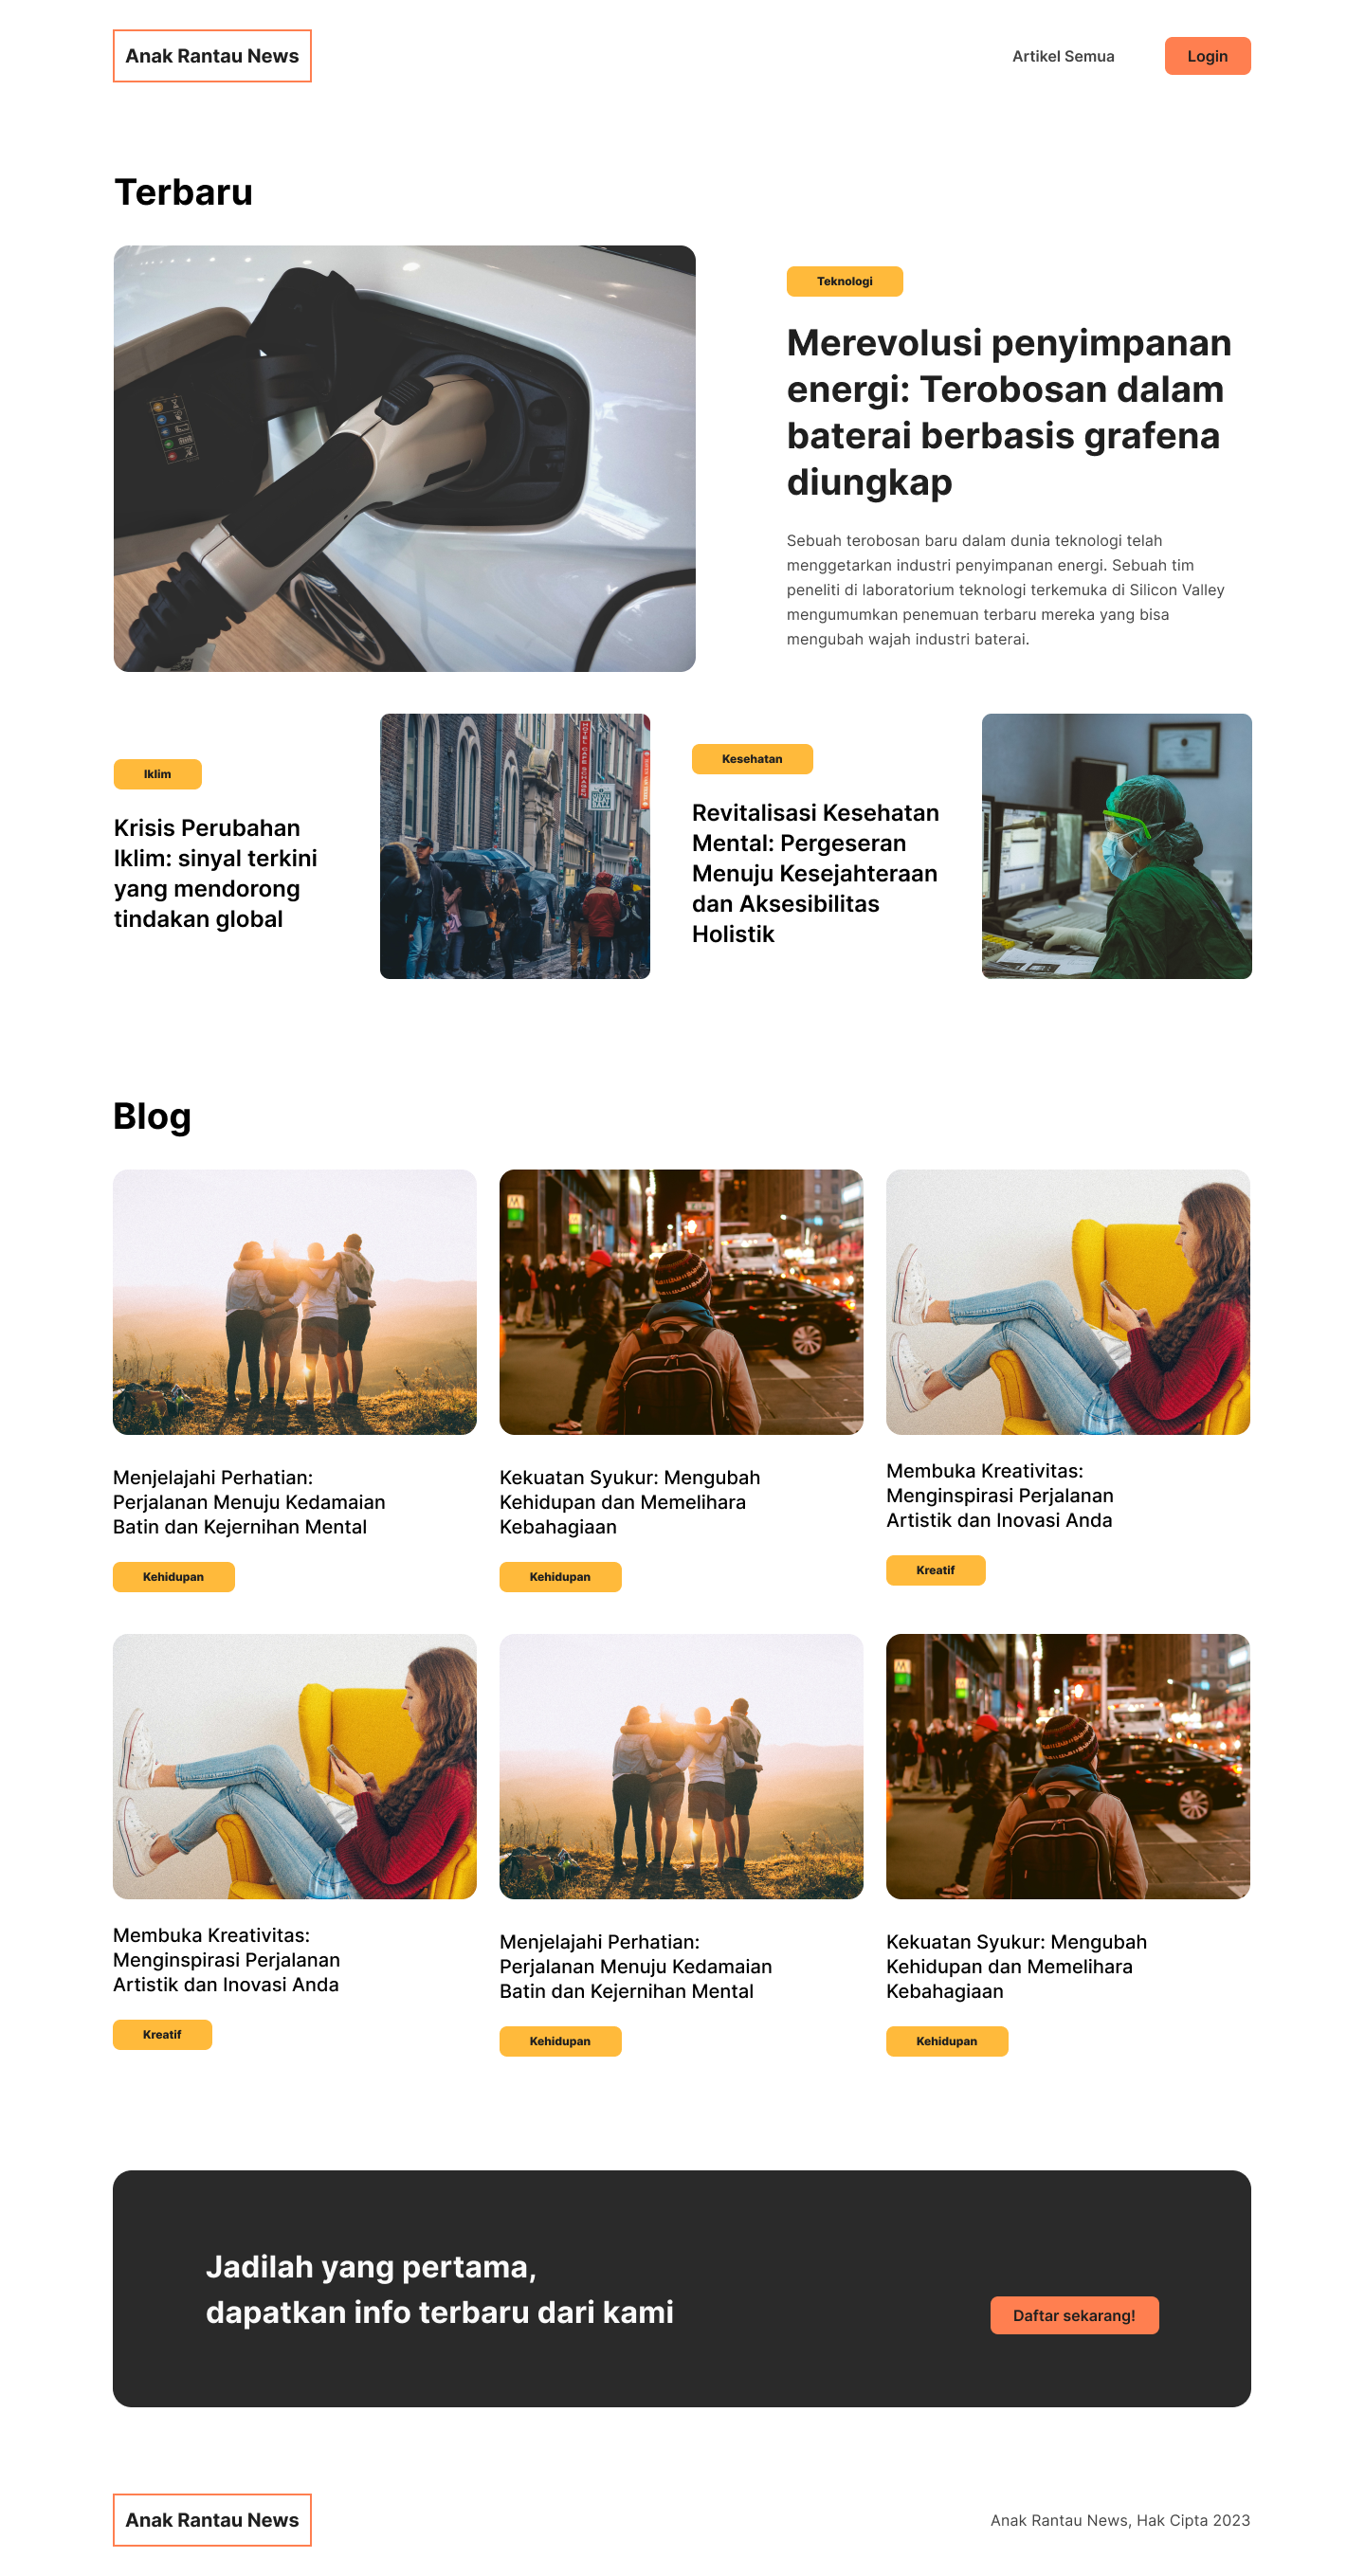 Anak Rantau News
Artikel Semua
Login
Terbaru
Teknologi
Merevolusi penyimpanan
energi: Terobosan dalam
baterai berbasis grafena
diungkap
Sebuah terobosan baru dalam dunia teknologi telah
menggetarkan industri penyimpanan energi. Sebuah tim
peneliti di laboratorium teknologi terkemuka di Silicon Valley
mengumumkan penemuan terbaru mereka yang bisa
mengubah wajah industri baterai.
Iklim
Krisis Perubahan
Iklim: sinyal terkini
yang mendorong
tindakan global
Kesehatan
Revitalisasi Kesehatan
Mental: Pergeseran
Menuju Kesejahteraan
dan Aksesibilitas
Holistik
Blog
Menjelajahi Perhatian:
Perjalanan Menuju Kedamaian
Batin dan Kejernihan Mental
Kehidupan
Kekuatan Syukur: Mengubah
Kehidupan dan Memelihara
Kebahagiaan
Kehidupan
Membuka Kreativitas:
Menginspirasi Perjalanan
Artistik dan Inovasi Anda
Kreatif
Membuka Kreativitas:
Menginspirasi Perjalanan
Artistik dan Inovasi Anda
Kreatif
Menjelajahi Perhatian:
Perjalanan Menuju Kedamaian
Batin dan Kejernihan Mental
Kehidupan
Kekuatan Syukur: Mengubah
Kehidupan dan Memelihara
Kebahagiaan
Kehidupan
Jadilah yang pertama,
dapatkan info terbaru dari kami
Daftar sekarang!
Anak Rantau News
Anak Rantau News, Hak Cipta 2023